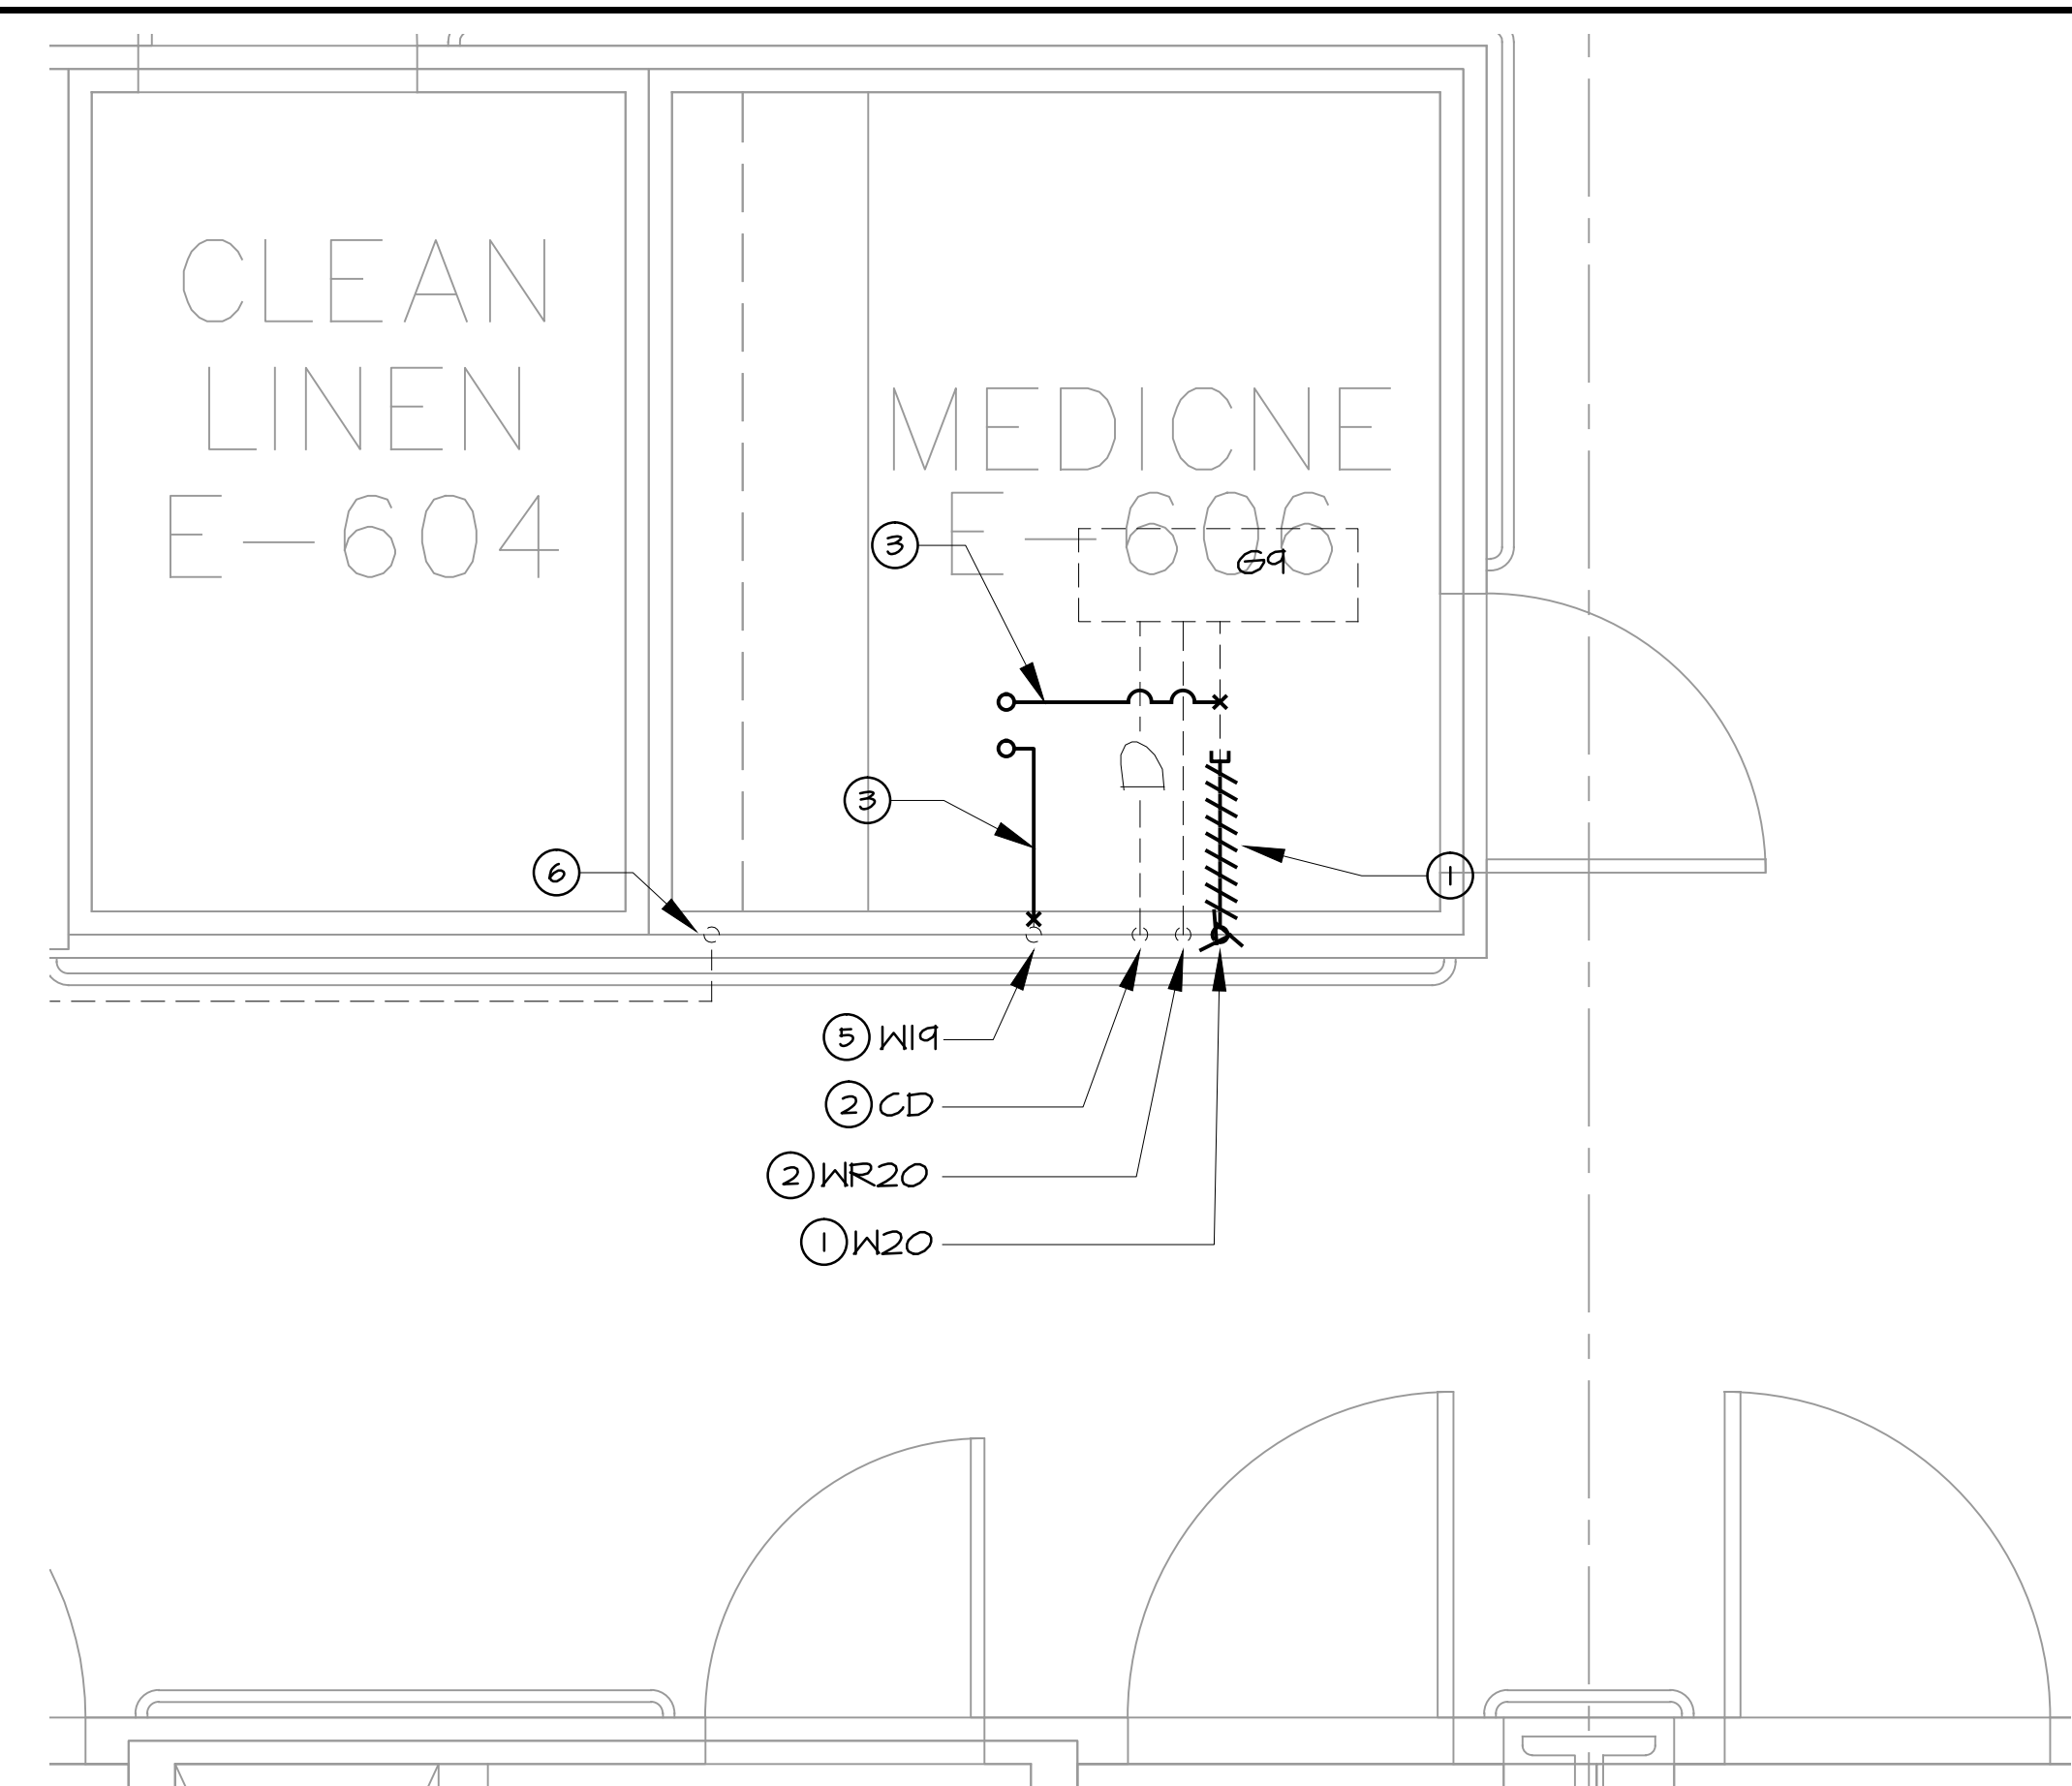 CLEAN
LINEN
E-604
MEDICNE
E-606
G9
3
3
6
1
5 W19
2 CD
2 WR20
1 W20